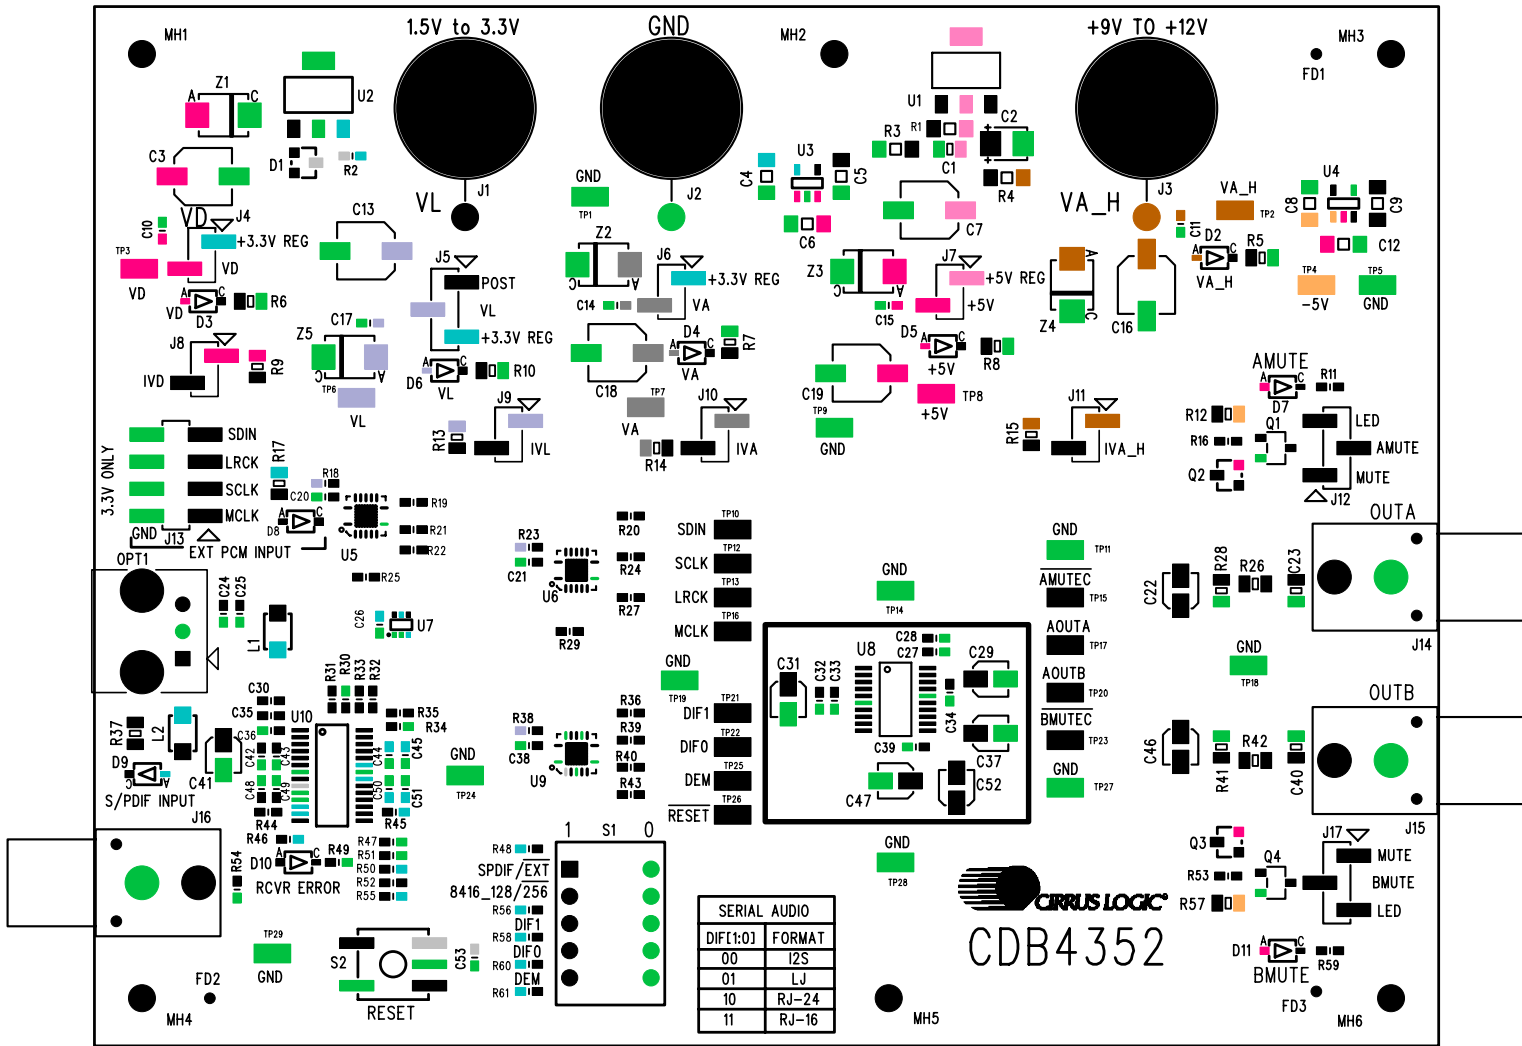 MH1
1.5V to 3.3V
GND
MH2
+9V TO +12V
MH3
FD1
Z1
A
C
U2
U1
R1
C2
R3
C1
U3
C4
C5
C3
D1
R2
J1
VL
J2
TP1
R4
J3
VA_H
VA_H
TP2
U4
C8
C9
VD
J4
C10
+3.3V REG
VD
TP3
VD
C13
J5
POST
VL
+3.3V REG
Z2
C
A
J6
+3.3V REG
VA
C14
C6
C7
Z3
C
A
J7
+5V REG
+5V
C15
Z4
A
C
C16
C11
D2
A
C
VA_H
R5
TP4
-5V
TP5
GND
C12
VD
A
C
D3
R6
C17
Z5
C
A
D6
A
C
VL
R10
C18
D4
A
C
VA
R7
D5
A
C
+5V
R8
C19
J8
IVD
R9
TP6
VL
J9
IVL
R13
TP7
VA
J10
IVA
R14
TP8
+5V
TP9
GND
J11
IVA_H
R15
AMUTE
A
C
D7
R11
R12
Q1
R16
Q2
LED
AMUTE
MUTE
J12
3.3V ONLY
SDIN
LRCK
SCLK
MCLK
GND
J13
EXT PCM INPUT
R17
R18
C20
A
C
D8
U5
R19
R21
R22
R23
C21
U6
R20
R24
R27
R29
TP10
SDIN
TP12
SCLK
TP13
LRCK
TP16
MCLK
GND
TP11
AMUTEC
TP15
AOUTA
TP17
AOUTB
TP20
BMUTEC
TP23
GND
TP27
OUTA
J14
C22
R28
R26
C23
GND
TP18
OPT1
C24
C25
L1
R25
C26
U7
GND
TP14
GND
TP19
R31
R30
R33
R32
C30
C35
C36
U10
R35
R34
C42
C43
C44
C45
C48
C49
C50
C51
R44
R45
R37
L2
C41
D9
C
A
S/PDIF INPUT
J16
GND
TP24
R38
C38
U9
R36
R39
R40
R43
TP21
DIF1
TP22
DIF0
TP25
DEM
TP26
RESET
C31
C32
C33
U8
C28
C27
C29
C34
C37
C39
C47
C52
OUTB
J15
C46
R41
R42
C40
R46
D10
A
C
R49
RCVR ERROR
R54
R47
R51
R50
R52
R55
1
S1
0
R48
SPDIF/EXT
8416_128/256
R56
DIF1
R58
DIF0
R60
DEM
R61
GND
TP28
Q3
Q4
J17
MUTE
BMUTE
LED
R53
R57
D11
A
C
R59
BMUTE
TP29
GND
S2
C53
RESET
SERIAL AUDIO
DIF[1:0] FORMAT
00 I2S
01 LJ
10 RJ-24
11 RJ-16
CIRRUS LOGIC®
CDB4352
FD2
MH4
MH5
FD3
MH6